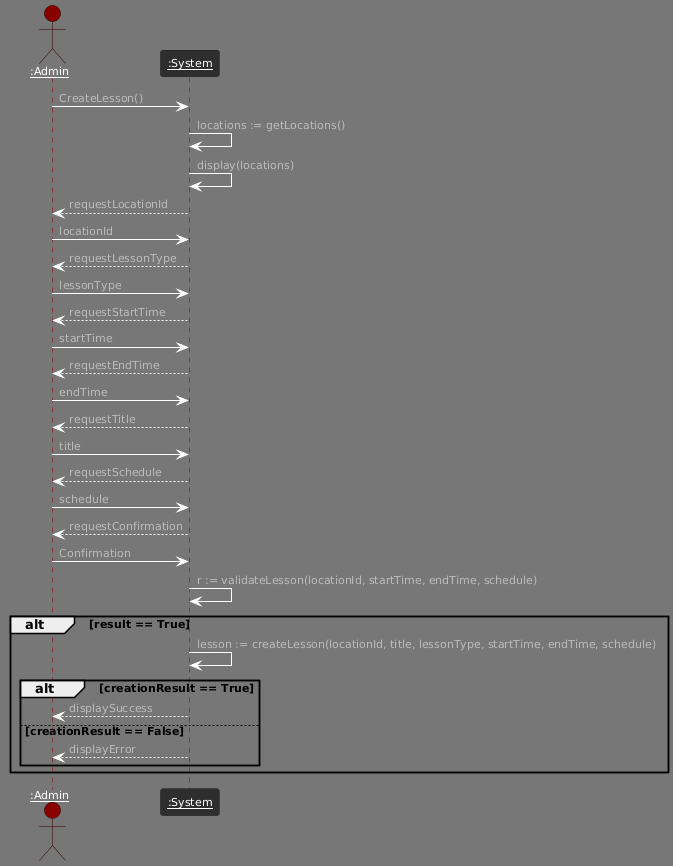 :Admin
:System
CreateLesson()
locations := getLocations()
display(locations)
requestLocationId
locationId
requestLessonType
lessonType
requestStartTime
startTime
requestEndTime
endTime
requestTitle
title
requestSchedule
schedule
requestConfirmation
Confirmation
r := validateLesson(locationId, startTime, endTime, schedule)
alt [result == True]
lesson := createLesson(locationId, title, lessonType, startTime, endTime, schedule)
alt [creationResult == True]
displaySuccess
[creationResult == False]
displayError
:Admin
:System